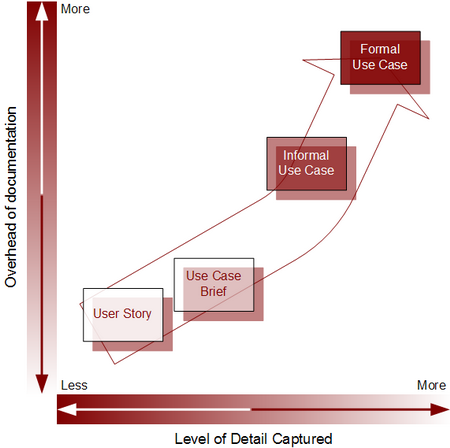 More
Formal
Use Case
Informal
Use Case
Use Case
Brief
User Story
Overhead of documentation
Less
More
Level of Detail Captured